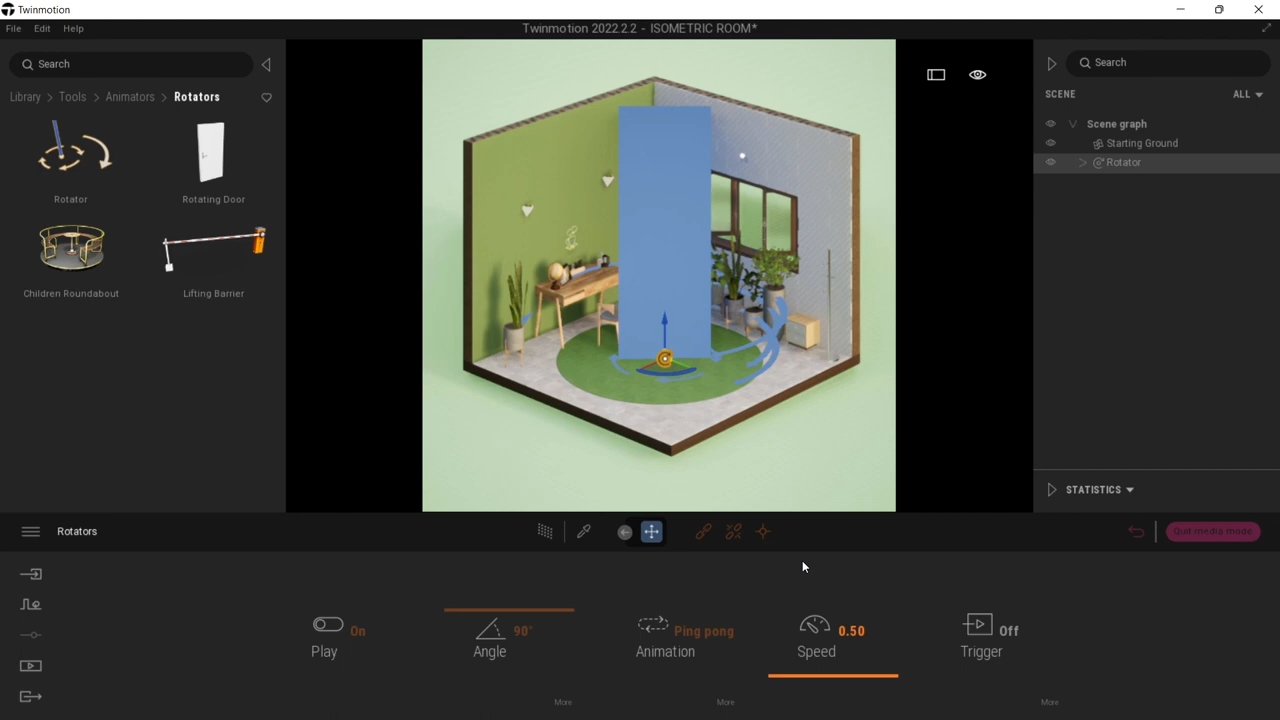 Twinmotion
File Edit Help
Twinmotion 2022.2.2 - ISOMETRIC ROOM*
Search
Library > Tools > Animators > Rotators
Rotator
Rotating Door
Children Roundabout
Lifting Barrier
Search
SCENE
ALL
Scene graph
Starting Ground
Rotator
STATISTICS
Rotators
Quit media mode
On
Play
90°
Angle
Ping pong
Animation
0.50
Speed
Off
Trigger
More
More
More